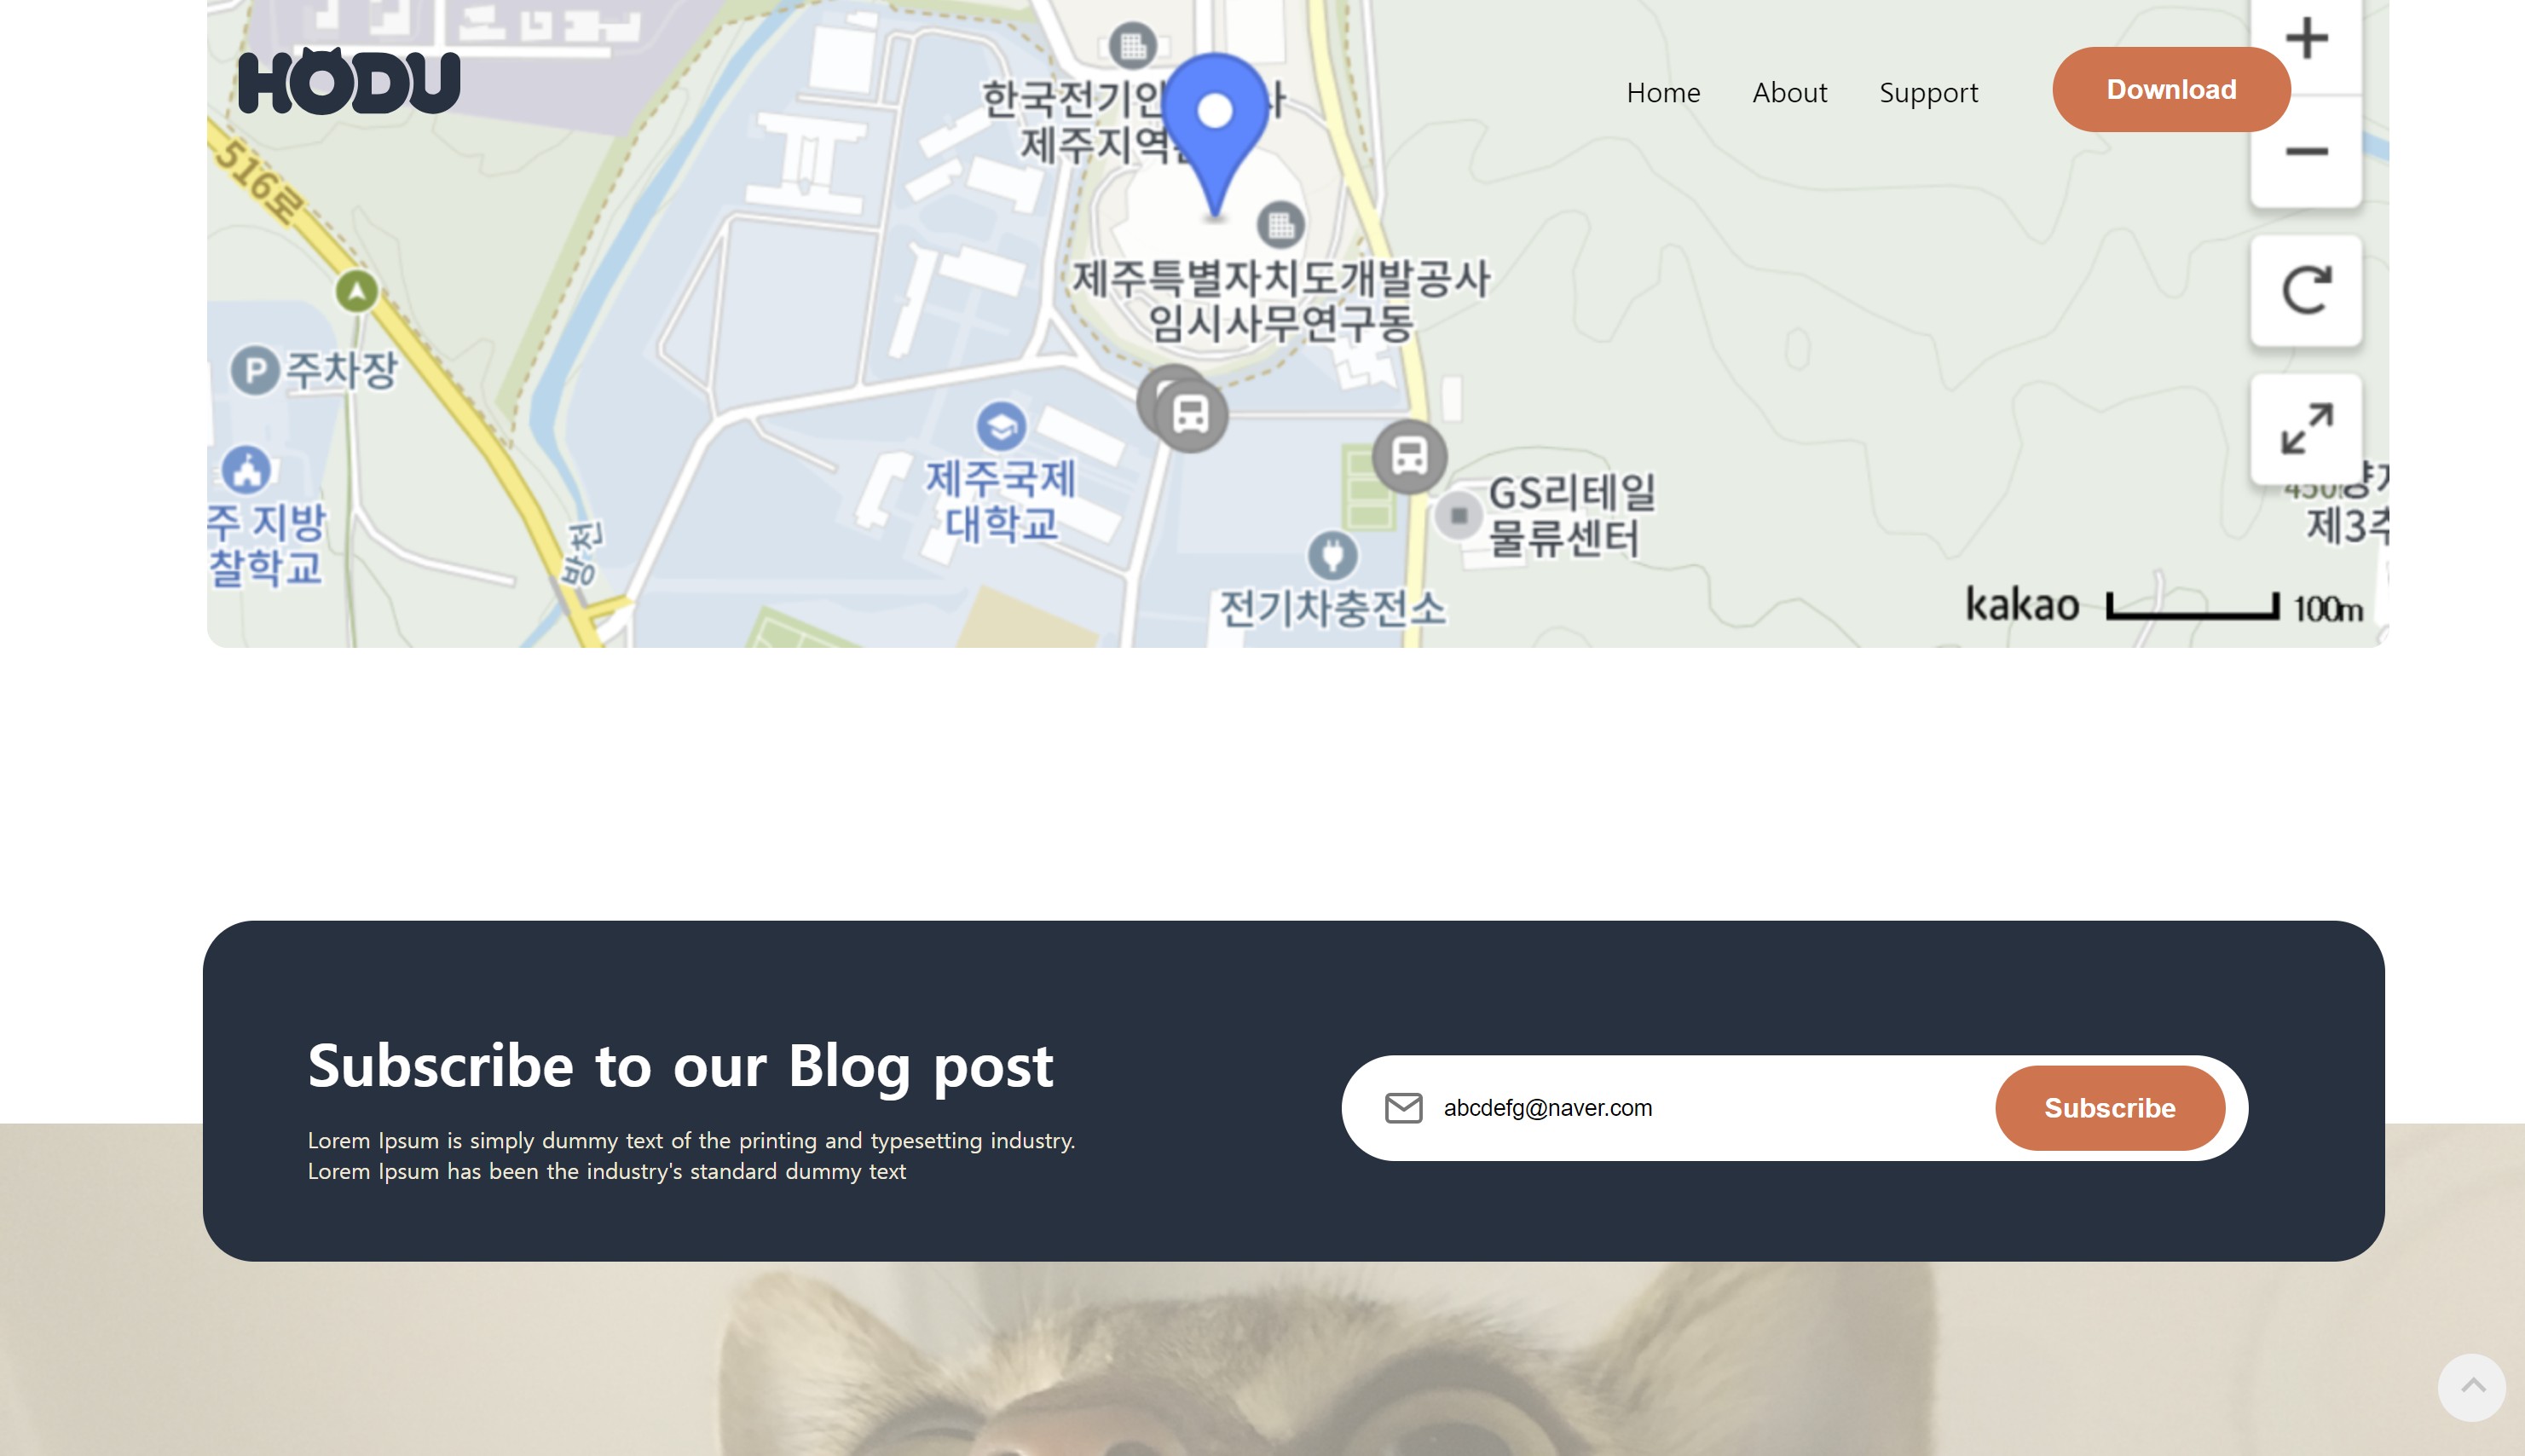 HODU
Home
About
Support
Download
한국전기안
사
제주지역
516로
제주특별자치도개발공사
임시사무연구동
P 주차장
제주국제
대학교
GS리테일
물류센터
주 지방
찰학교
방천
전기차충전소
제3추
kakao
100m
Subscribe to our Blog post
Lorem Ipsum is simply dummy text of the printing and typesetting industry.
Lorem Ipsum has been the industry's standard dummy text
abcdefg@naver.com
Subscribe